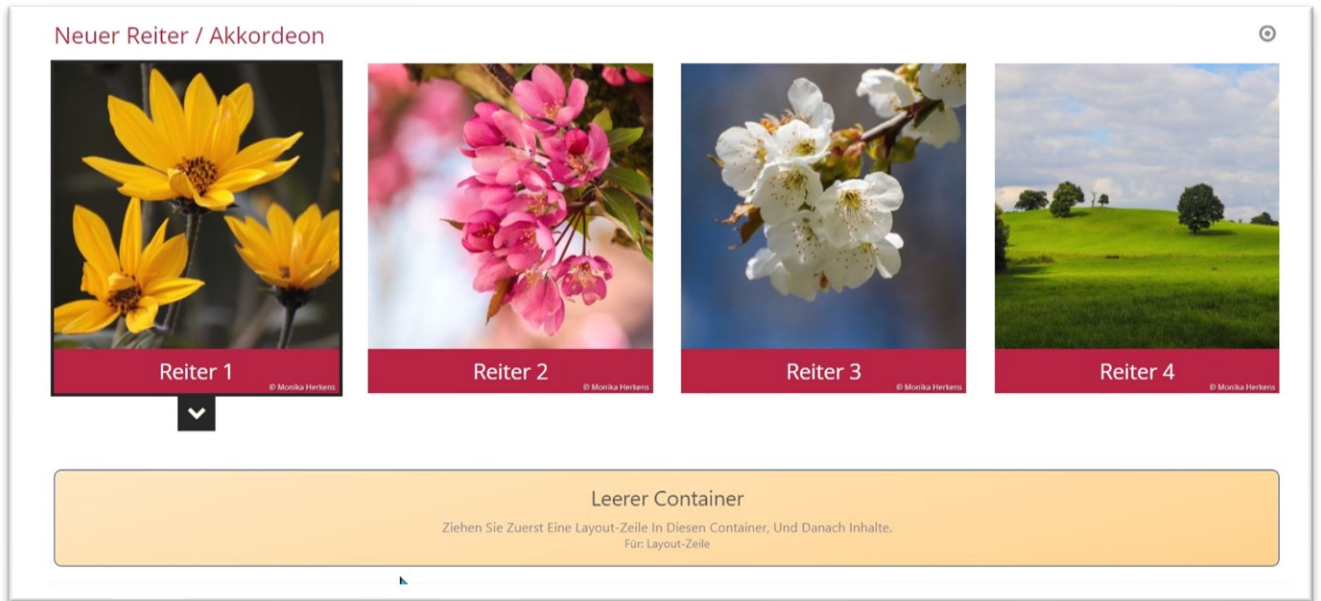 Neuer Reiter / Akkordeon
Reiter 1
© Monika Herkens
Reiter 2
© Monika Herkens
Reiter 3
© Monika Herkens
Reiter 4
© Monika Herkens
Leerer Container
Ziehen Sie Zuerst Eine Layout-Zeile In Diesen Container, Und Danach Inhalte.
Für: Layout-Zeile